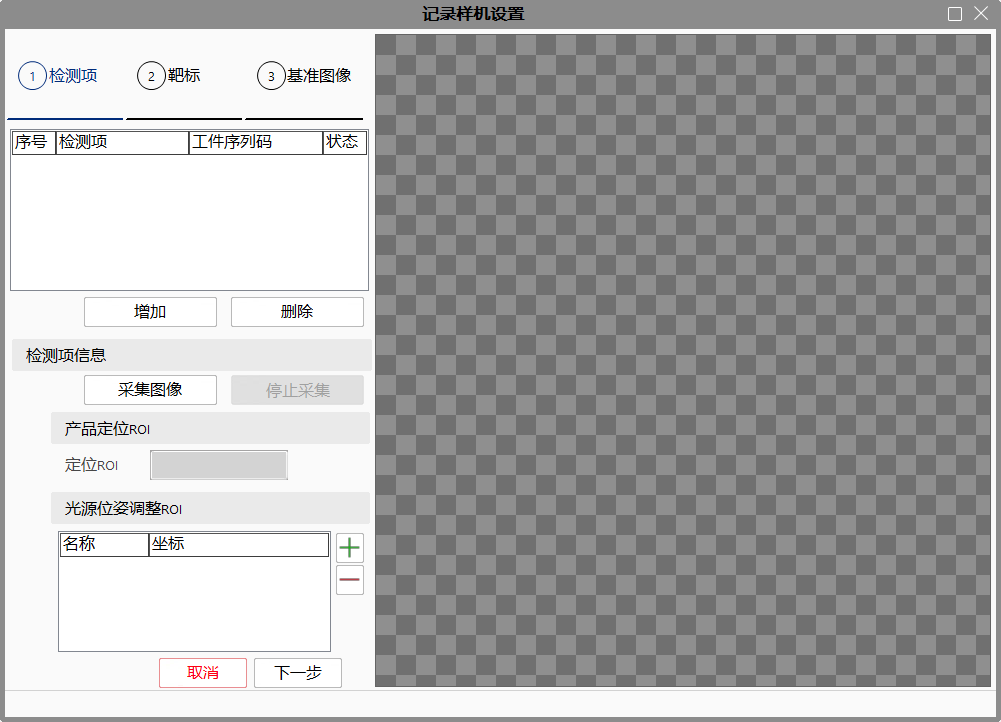 记录样机设置
1 检测项 2 靶标 3 基准图像
序号 检测项 工件序列码 状态
增加 删除
检测项信息
采集图像 停止采集
产品定位ROI
定位ROI
光源位姿调整ROI
名称 坐标
取消 下一步